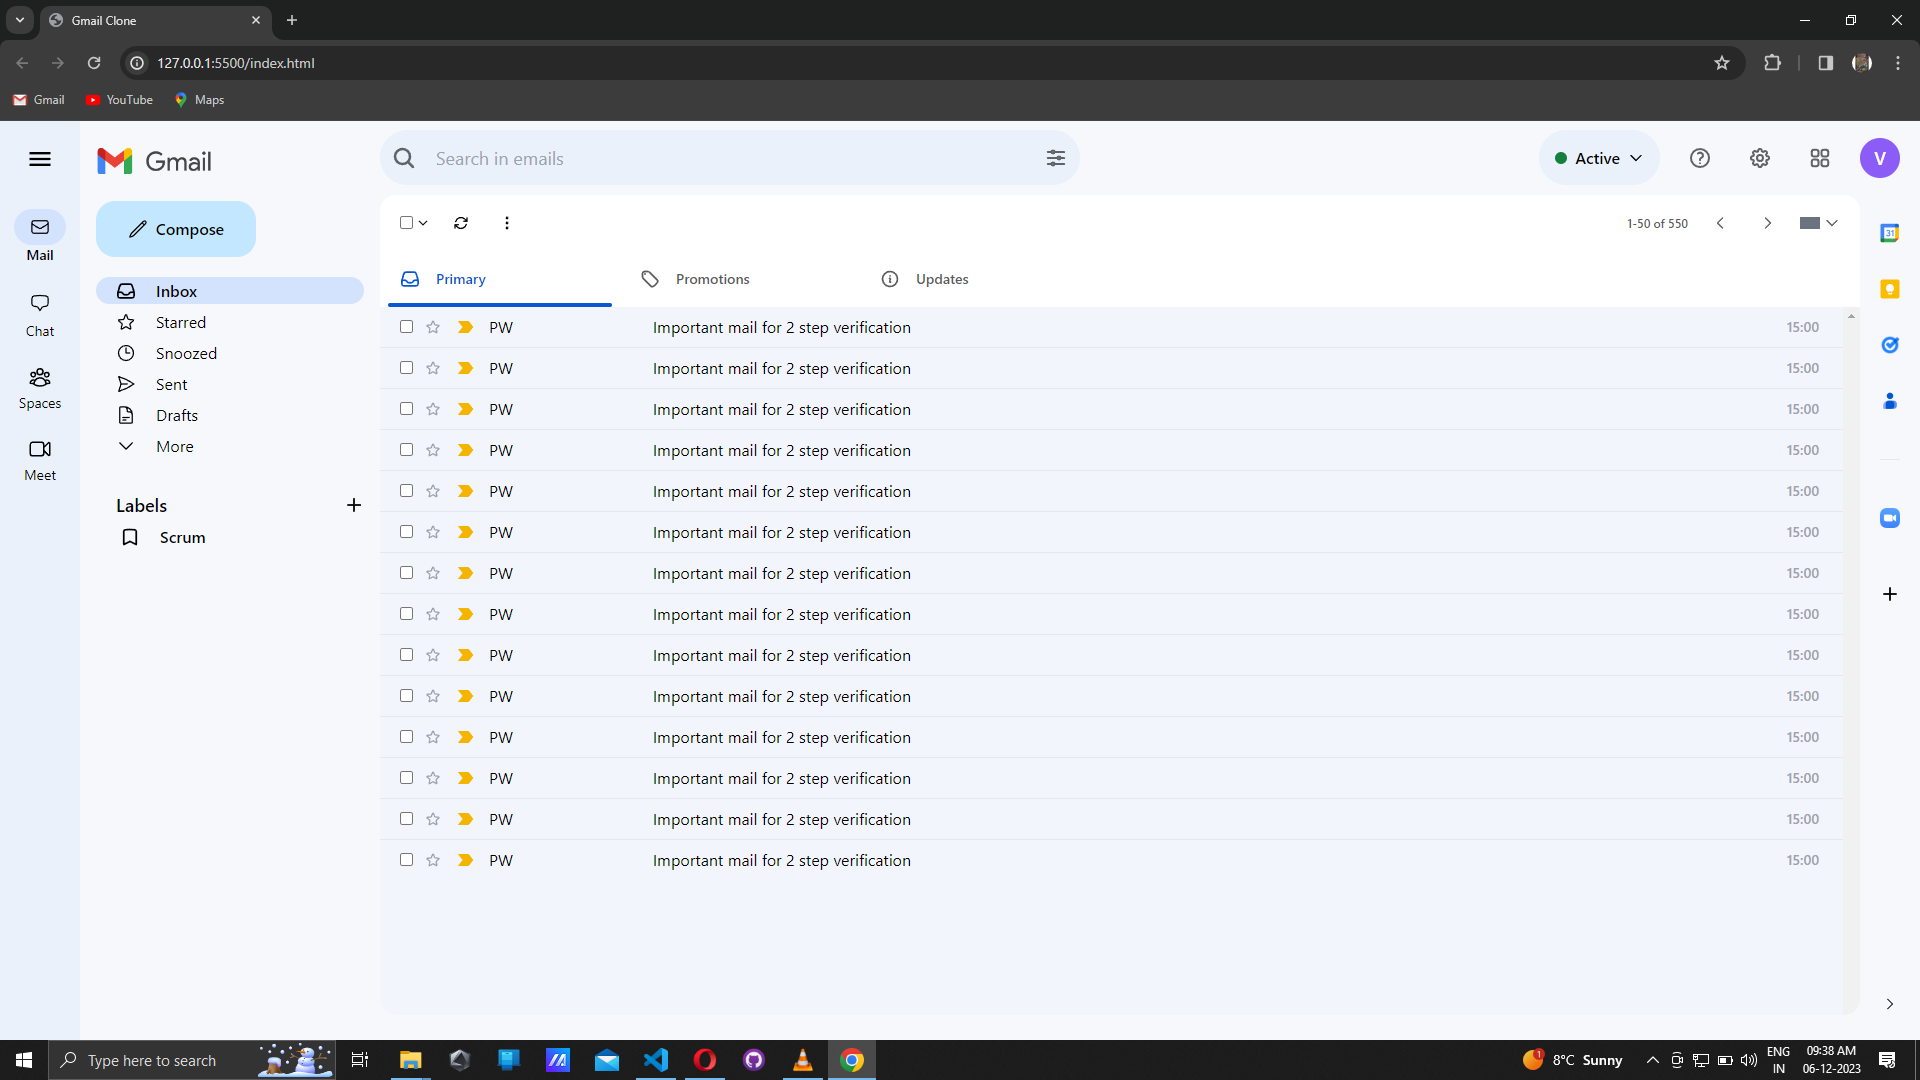 Gmail Clone
127.0.0.1:5500/index.html
Gmail YouTube Maps
Gmail
Search in emails
Active
V
Compose
1-50 of 550
Mail
Chat
Spaces
Meet
Inbox
Starred
Snoozed
Sent
Drafts
More
Labels
Scrum
Primary Promotions Updates
31
PW Important mail for 2 step verification 15:00
PW Important mail for 2 step verification 15:00
PW Important mail for 2 step verification 15:00
PW Important mail for 2 step verification 15:00
PW Important mail for 2 step verification 15:00
PW Important mail for 2 step verification 15:00
PW Important mail for 2 step verification 15:00
PW Important mail for 2 step verification 15:00
PW Important mail for 2 step verification 15:00
PW Important mail for 2 step verification 15:00
PW Important mail for 2 step verification 15:00
PW Important mail for 2 step verification 15:00
PW Important mail for 2 step verification 15:00
PW Important mail for 2 step verification 15:00
Type here to search
1
8°C Sunny
ENG
IN
09:38 AM
06-12-2023